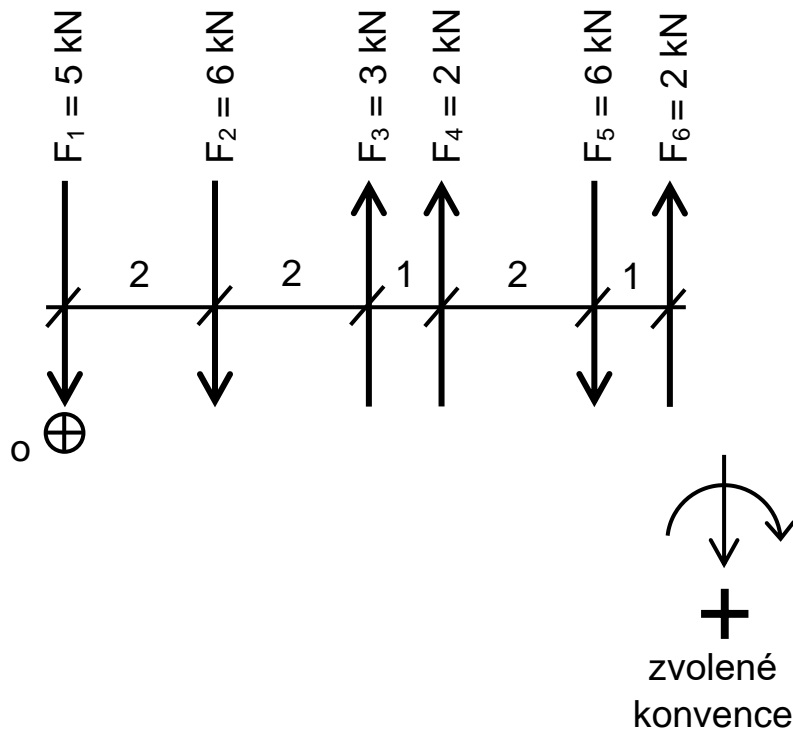 F₁ = 5 kN
F₂ = 6 kN
F₃ = 3 kN
F₄ = 2 kN
F₅ = 6 kN
F₆ = 2 kN
2
2
1
2
1
o
+
zvolené
konvence